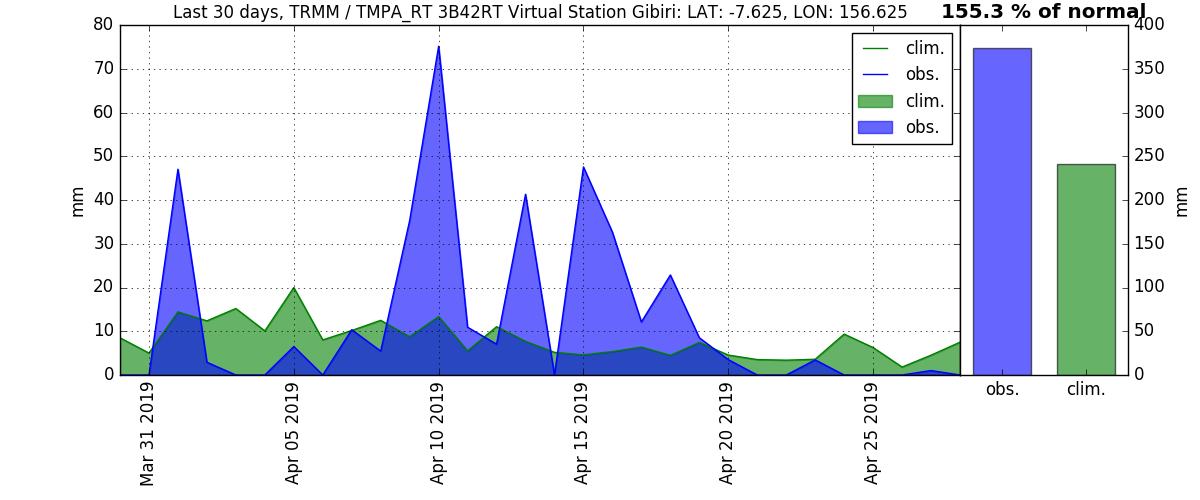 Last 30 days, TRMM / TMPA_RT 3B42RT Virtual Station Gibiri: LAT: -7.625, LON: 156.625
155.3 % of normal
80
70
60
50
40
30
20
10
0
mm
clim.
obs.
clim.
obs.
Mar 31 2019
Apr 05 2019
Apr 10 2019
Apr 15 2019
Apr 20 2019
Apr 25 2019
400
350
300
250
200
150
100
50
0
mm
obs.
clim.